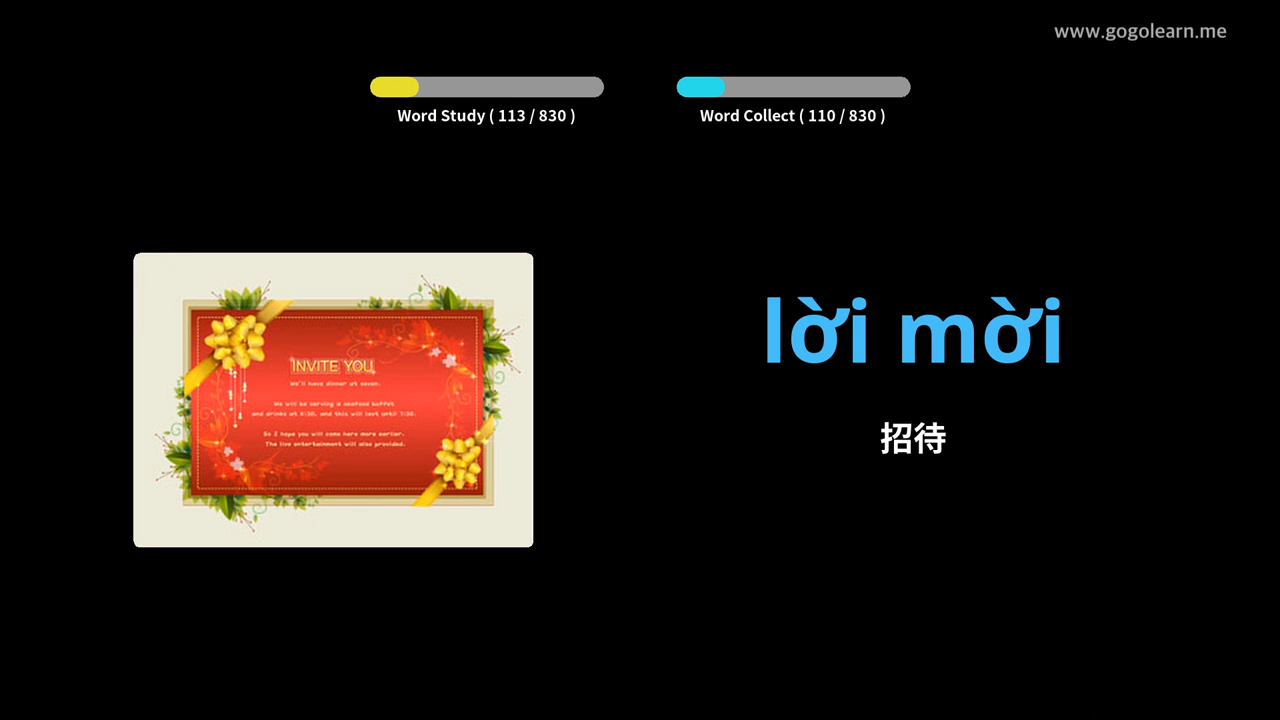 www.gogolearn.me
Word Study ( 113 / 830 )
Word Collect ( 110 / 830 )
INVITE YOU
We'll have dinner at seven.
We will be serving a seafood buffet
and drinks at 6:30, and this will last until 7:30.
So I hope you will come here more earlier.
The live entertainment will also provided.
lời mời
招待